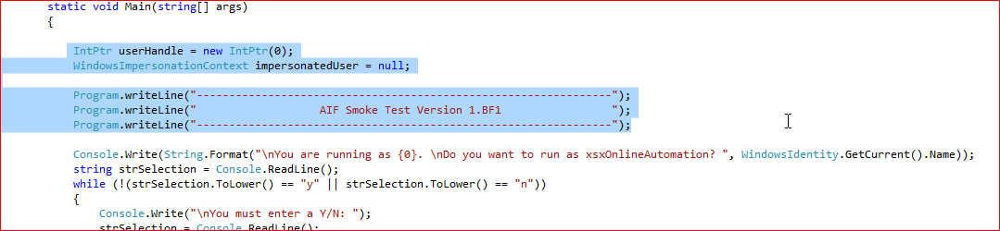 static void Main(string[] args)
{
IntPtr userHandle = new IntPtr(0);
WindowsImpersonationContext impersonatedUser = null;
Program.writeLine("----------------------------------------------------------------");
Program.writeLine("                   AIF Smoke Test Version 1.BF1                 ");
Program.writeLine("----------------------------------------------------------------");
Console.Write(String.Format("\nYou are running as {0}. \nDo you want to run as xsxOnlineAutomation? ", WindowsIdentity.GetCurrent().Name));
string strSelection = Console.ReadLine();
while (!(strSelection.ToLower() == "y" || strSelection.ToLower() == "n"))
{
Console.Write("\nYou must enter a Y/N: ");
strSelection = Console.ReadLine();